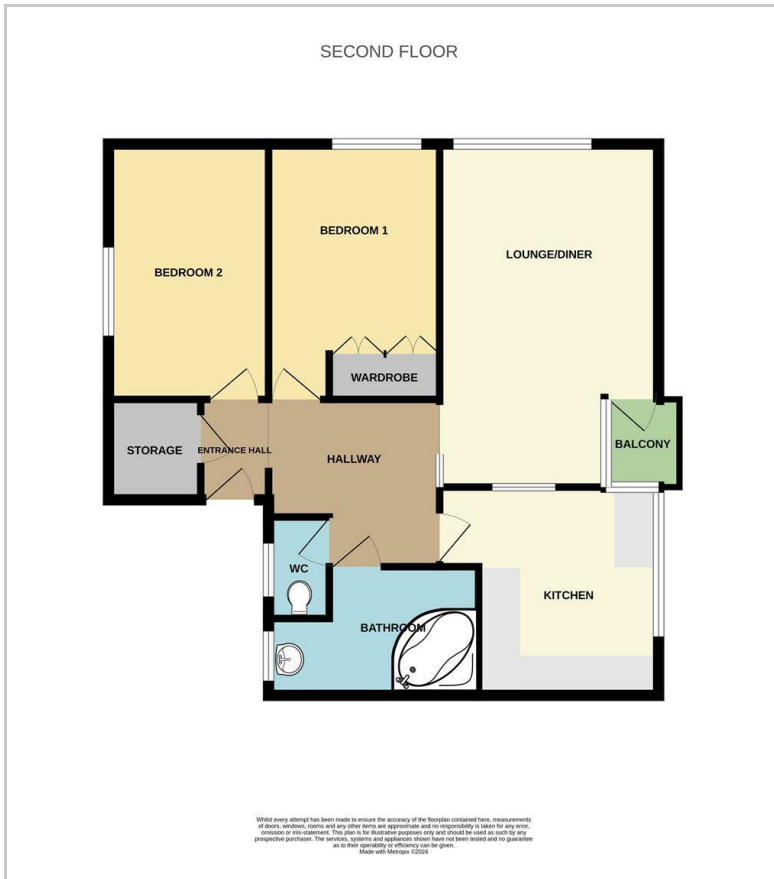 SECOND FLOOR
BEDROOM 1
LOUNGE/DINER
BEDROOM 2
WARDROBE
BALCONY
STORAGE
ENTRANCE HALL
HALLWAY
WC
KITCHEN
BATHROOM
Whilst every attempt has been made to ensure the accuracy of the floorplan contained here, measurements
of doors, windows, rooms and any other items are approximate and no responsibility is taken for any error,
omission or mis-statement. This plan is for illustrative purposes only and should be used as such by any
prospective purchaser. The services, systems and appliances shown have not been tested and no guarantee
as to their operability or efficiency can be given.
Made with Metropix ©2024